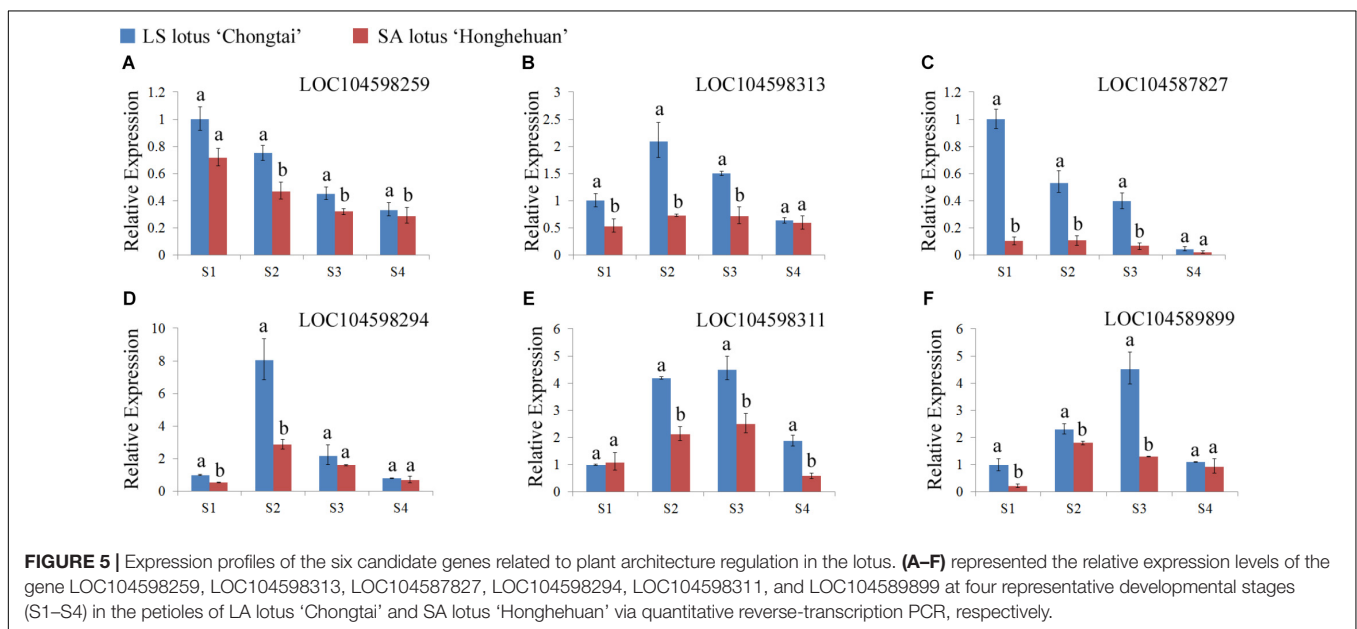 LS lotus ‘Chongtai’ SA lotus ‘Honghehuan’
A
LOC104598259
Relative Expression
1.2
1
0.8
0.6
0.4
0.2
0
a a a b a b a b
S1 S2 S3 S4
B
LOC104598313
Relative Expression
3
2.5
2
1.5
1
0.5
0
a b a b a b a a
S1 S2 S3 S4
C
LOC104587827
Relative Expression
1.2
1
0.8
0.6
0.4
0.2
0
a b a b a b a a
S1 S2 S3 S4
D
LOC104598294
Relative Expression
10
8
6
4
2
0
a b a b a a a a
S1 S2 S3 S4
E
LOC104598311
Relative Expression
6
5
4
3
2
1
0
a a a b a b a b
S1 S2 S3 S4
F
LOC104589899
Relative Expression
6
5
4
3
2
1
0
a b a b a b a a
S1 S2 S3 S4
FIGURE 5 | Expression profiles of the six candidate genes related to plant architecture regulation in the lotus. (A–F) represented the relative expression levels of the
gene LOC104598259, LOC104598313, LOC104587827, LOC104598294, LOC104598311, and LOC104589899 at four representative developmental stages
(S1–S4) in the petioles of LA lotus ‘Chongtai’ and SA lotus ‘Honghehuan’ via quantitative reverse-transcription PCR, respectively.